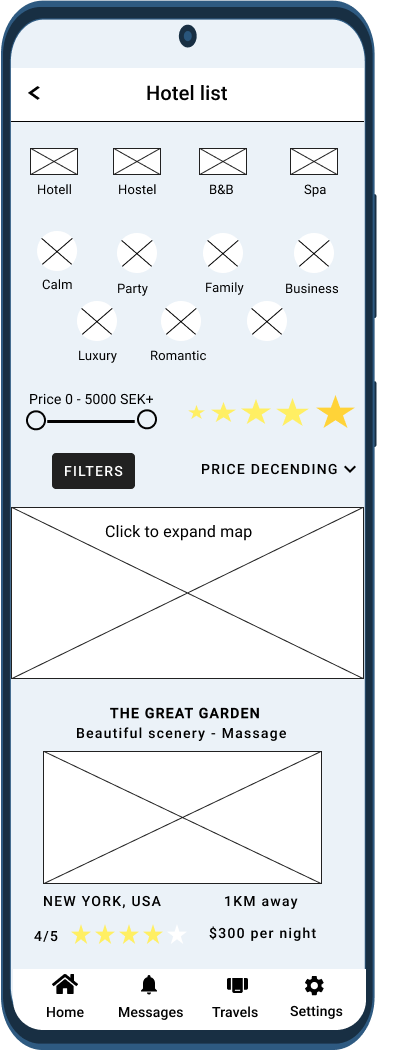 Hotel list
Hotell
Hostel
B&B
Spa
Calm
Party
Family
Business
Luxury
Romantic
Price 0 - 5000 SEK+
FILTERS
PRICE DECENDING
Click to expand map
THE GREAT GARDEN
Beautiful scenery - Massage
NEW YORK, USA
1KM away
4/5
$300 per night
Home
Messages
Travels
Settings